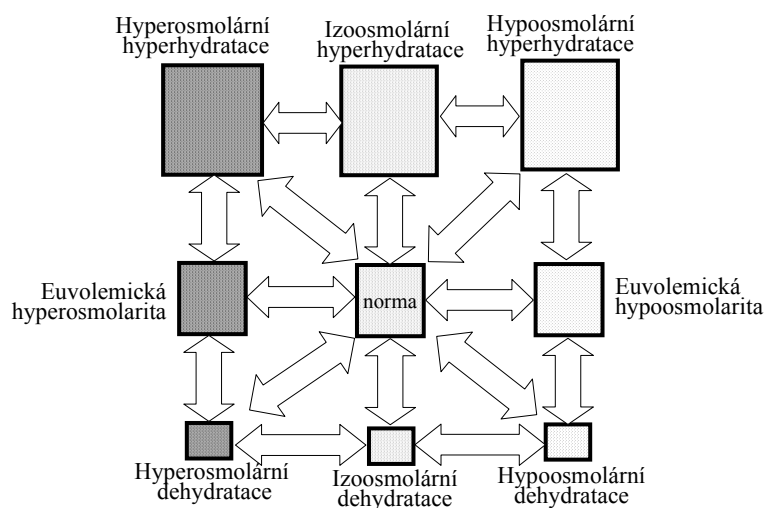 Hyperosmolární
hyperhydratace
Izoosmolární
hyperhydratace
Hypoosmolární
hyperhydratace
Euvolemická
hyperosmolarita
norma
Euvolemická
hypoosmolarita
Hyperosmolární
dehydratace
Izoosmolární
dehydratace
Hypoosmolární
dehydratace